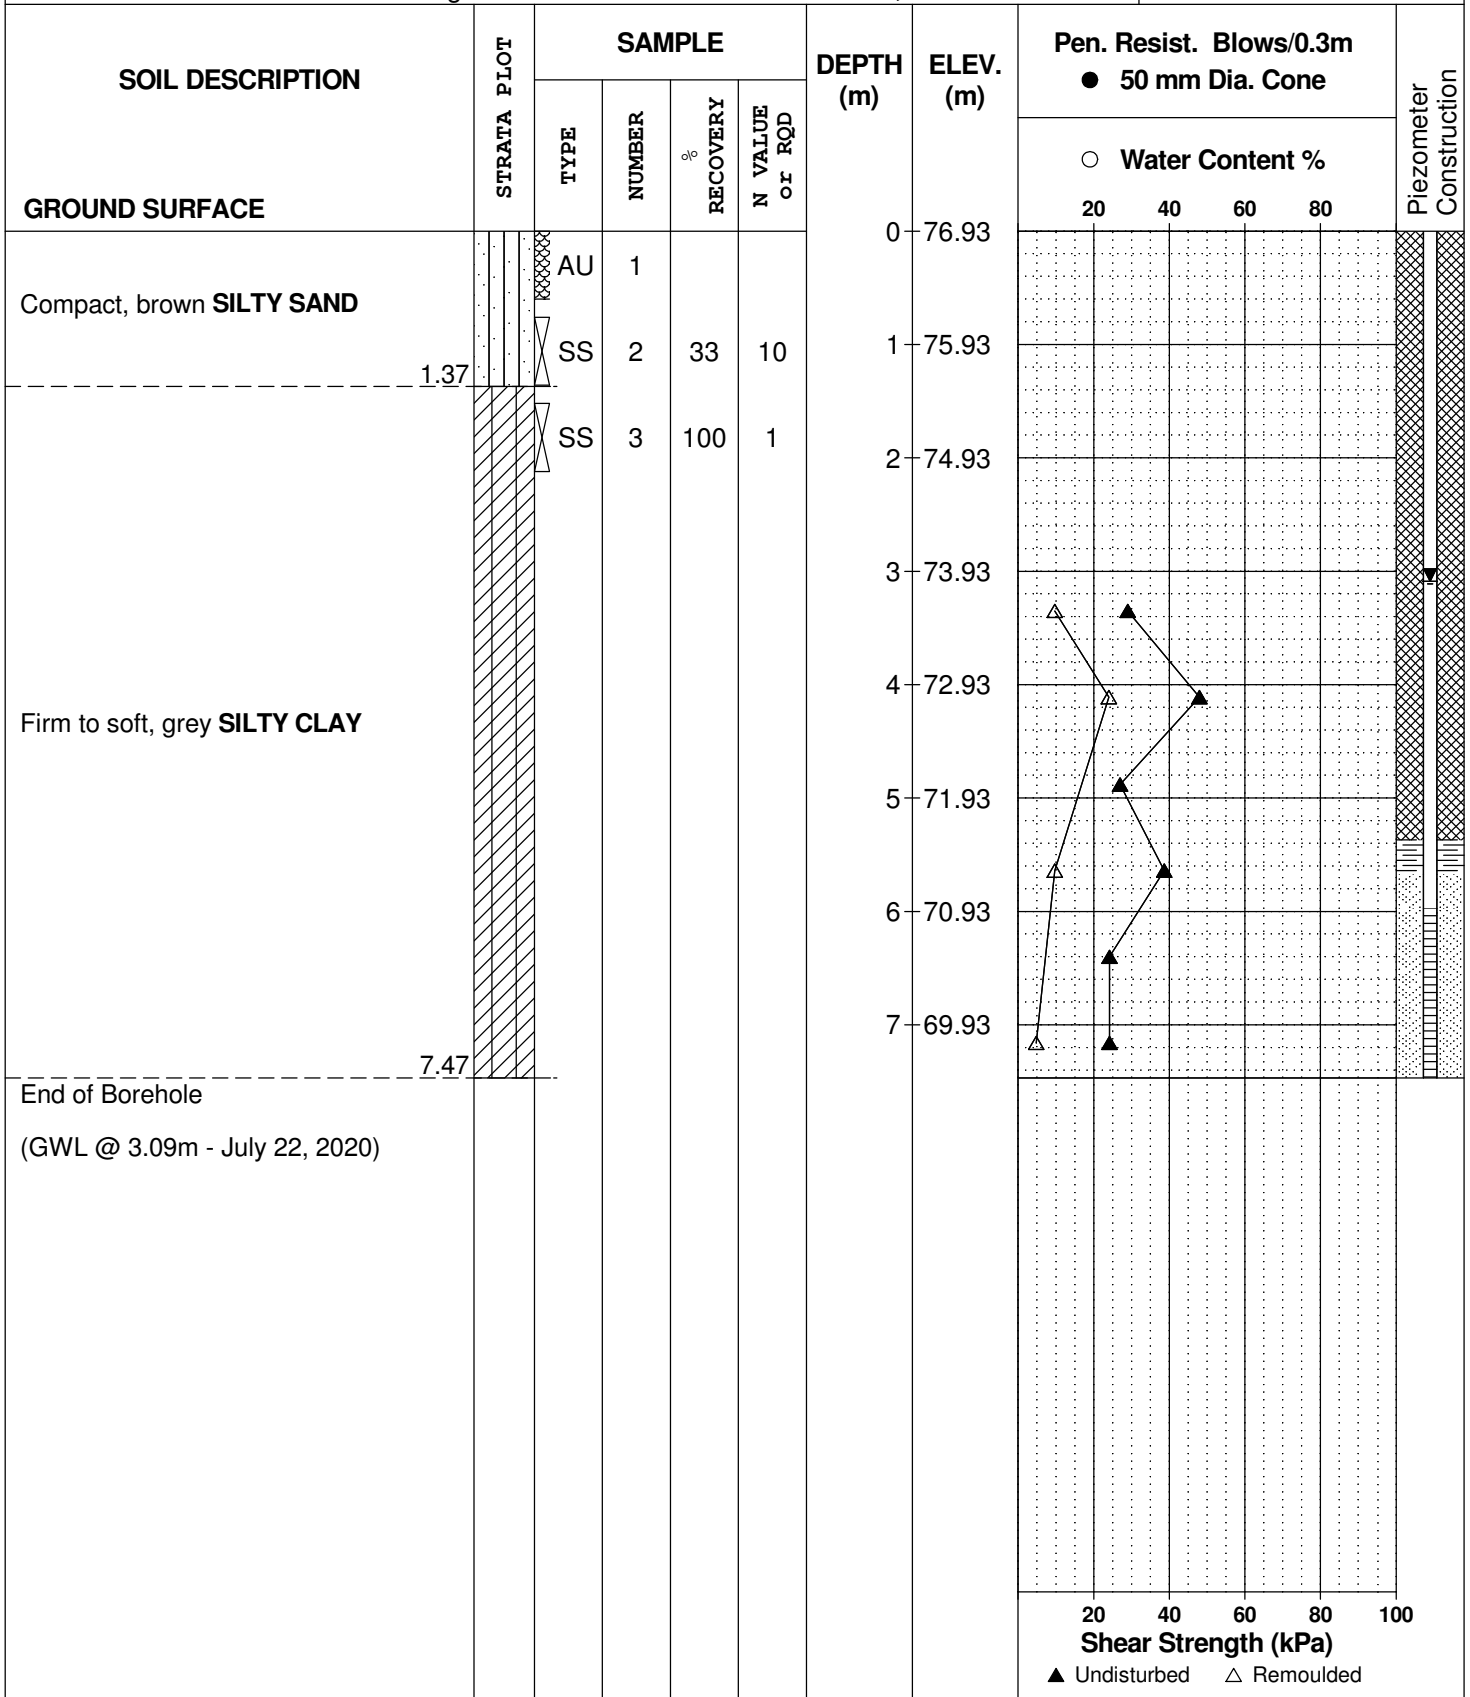 SOIL DESCRIPTION
GROUND SURFACE
STRATA PLOT
SAMPLE
TYPE
NUMBER
% RECOVERY
N VALUE or RQD
DEPTH (m)
ELEV. (m)
Pen. Resist. Blows/0.3m
● 50 mm Dia. Cone
○ Water Content %
20 40 60 80
Piezometer Construction
0 76.93
AU 1
Compact, brown SILTY SAND
SS 2 33 10
1 75.93
1.37
SS 3 100 1
2 74.93
3 73.93
4 72.93
Firm to soft, grey SILTY CLAY
5 71.93
6 70.93
7 69.93
7.47
End of Borehole
(GWL @ 3.09m - July 22, 2020)
20 40 60 80 100
Shear Strength (kPa)
▲ Undisturbed △ Remoulded